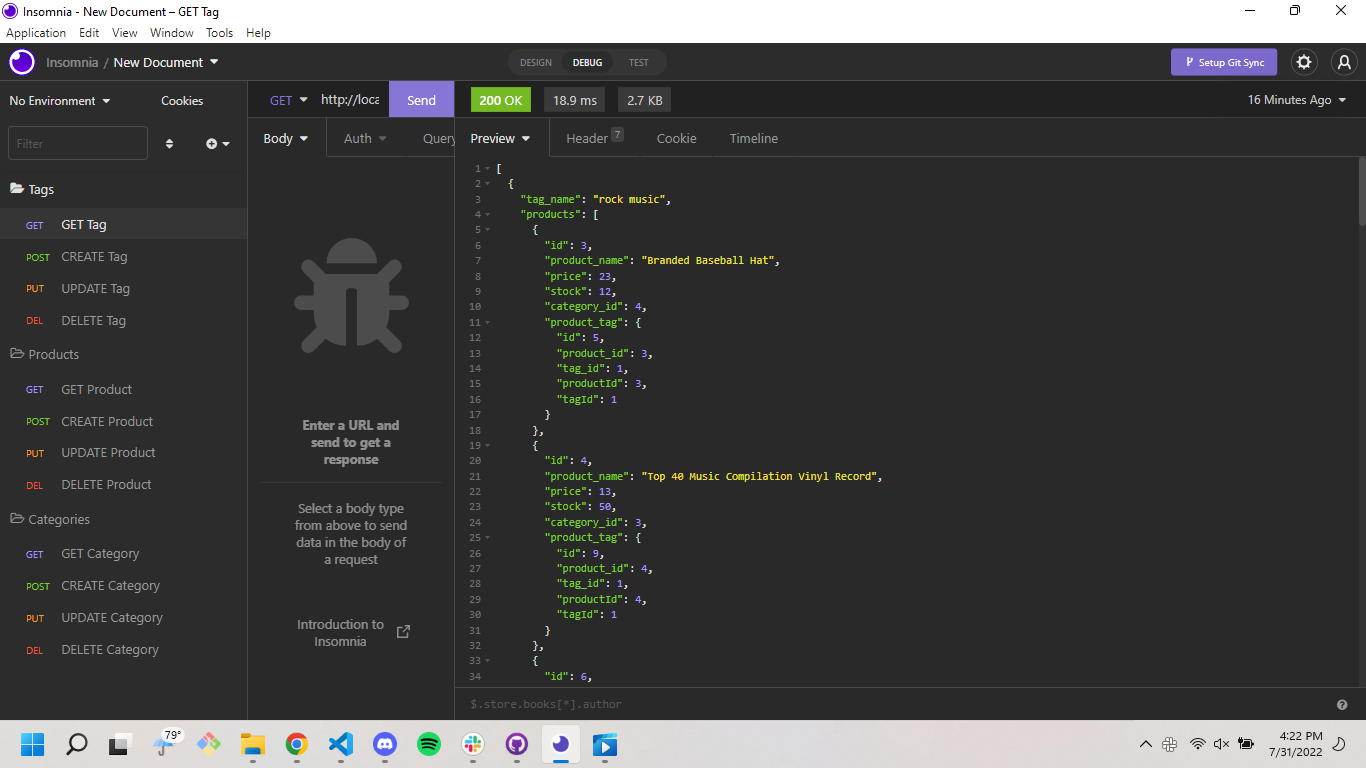 Insomnia - New Document – GET Tag
Application Edit View Window Tools Help
Insomnia / New Document
DESIGN DEBUG TEST
Setup Git Sync
No Environment Cookies
Filter
Tags
GET GET Tag
POST CREATE Tag
PUT UPDATE Tag
DEL DELETE Tag
Products
GET GET Product
POST CREATE Product
PUT UPDATE Product
DEL DELETE Product
Categories
GET GET Category
POST CREATE Category
PUT UPDATE Category
DEL DELETE Category
GET http://loca Send
Body Auth Query
Enter a URL and
send to get a
response
Select a body type
from above to send
data in the body of
a request
Introduction to
Insomnia
200 OK 18.9 ms 2.7 KB 16 Minutes Ago
Preview Header 7 Cookie Timeline
1 [
2 {
3 "tag_name": "rock music",
4 "products": [
5 {
6 "id": 3,
7 "product_name": "Branded Baseball Hat",
8 "price": 23,
9 "stock": 12,
10 "category_id": 4,
11 "product_tag": {
12 "id": 5,
13 "product_id": 3,
14 "tag_id": 1,
15 "productId": 3,
16 "tagId": 1
17 }
18 },
19 {
20 "id": 4,
21 "product_name": "Top 40 Music Compilation Vinyl Record",
22 "price": 13,
23 "stock": 50,
24 "category_id": 3,
25 "product_tag": {
26 "id": 9,
27 "product_id": 4,
28 "tag_id": 1,
29 "productId": 4,
30 "tagId": 1
31 }
32 },
33 {
34 "id": 6,
$.store.books[*].author
79°
4:22 PM
7/31/2022